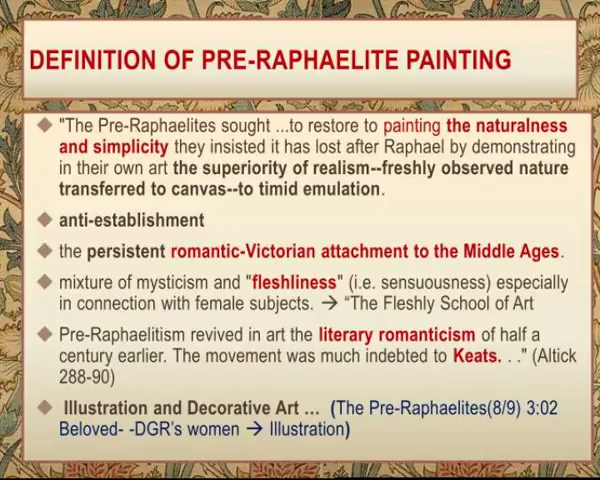 DEFINITION OF PRE-RAPHAELITE PAINTING
"The Pre-Raphaelites sought ...to restore to painting the naturalness
and simplicity they insisted it has lost after Raphael by demonstrating
in their own art the superiority of realism--freshly observed nature
transferred to canvas--to timid emulation.
anti-establishment
the persistent romantic-Victorian attachment to the Middle Ages.
mixture of mysticism and "fleshliness" (i.e. sensuousness) especially
in connection with female subjects. → “The Fleshly School of Art
Pre-Raphaelitism revived in art the literary romanticism of half a
century earlier. The movement was much indebted to Keats. . ." (Altick
288-90)
Illustration and Decorative Art ... (The Pre-Raphaelites(8/9) 3:02
Beloved- -DGR's women → Illustration)